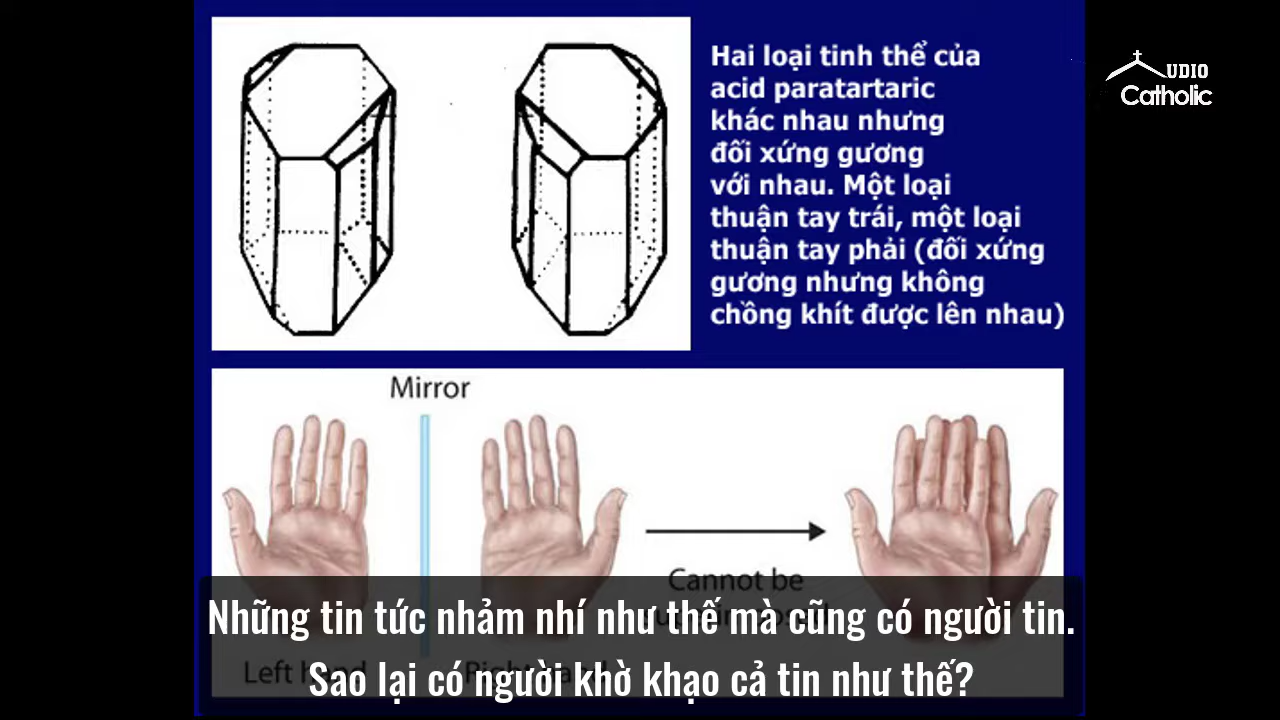 Hai loại tinh thể của
acid paratartaric
khác nhau nhưng
đối xứng gương
với nhau. Một loại
thuận tay trái, một loại
thuận tay phải (đối xứng
gương nhưng không
chồng khít được lên nhau)
UDIO
Catholic
Mirror
Cannot be
Left hand
Những tin tức nhảm nhí như thế mà cũng có người tin.
Sao lại có người khờ khạo cả tin như thế?